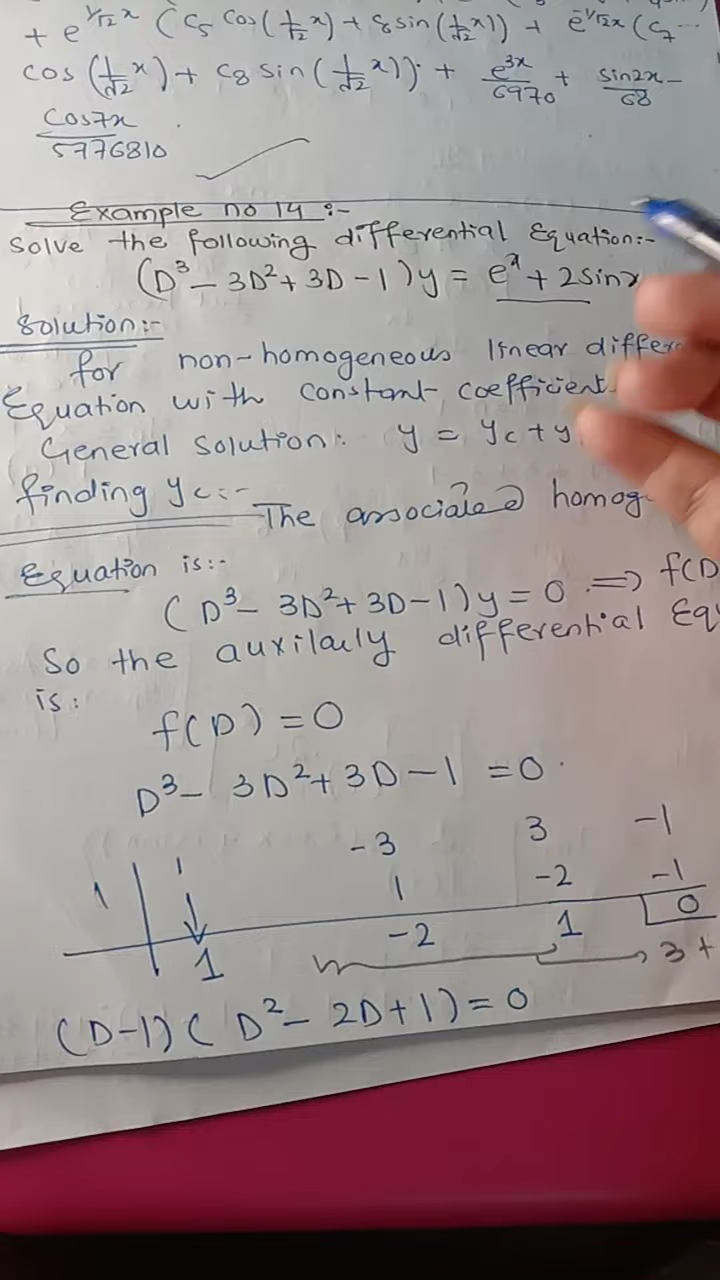 + e^{1/√2 x} (c5 cos(1/√2 x) + 8 sin(1/√2 x)) + e^{-1/√2 x} (c7 ...
cos(1/√2 x) + c8 sin(1/√2 x)) + e^{3x}/6970 + sin2x/68 -
cos7x/5776810
Example no 14 :-
Solve the following differential Equation:-
(D³ - 3D² + 3D - 1)y = e^x + 2sinx
Solution:-
for non-homogeneous linear differe
Equation with constant coefficient
General Solution: y = yc + y
finding yc :- The associated homog
Equation is:-
(D³ - 3D² + 3D - 1)y = 0 ⇒ f(D
So the auxilauly differential Eq
is:
f(D) = 0
D³ - 3D² + 3D - 1 = 0
1 | 1 -3 3 -1
↓ 1 -2 -1
1 -2 1 0
3 +
(D-1)(D² - 2D + 1) = 0